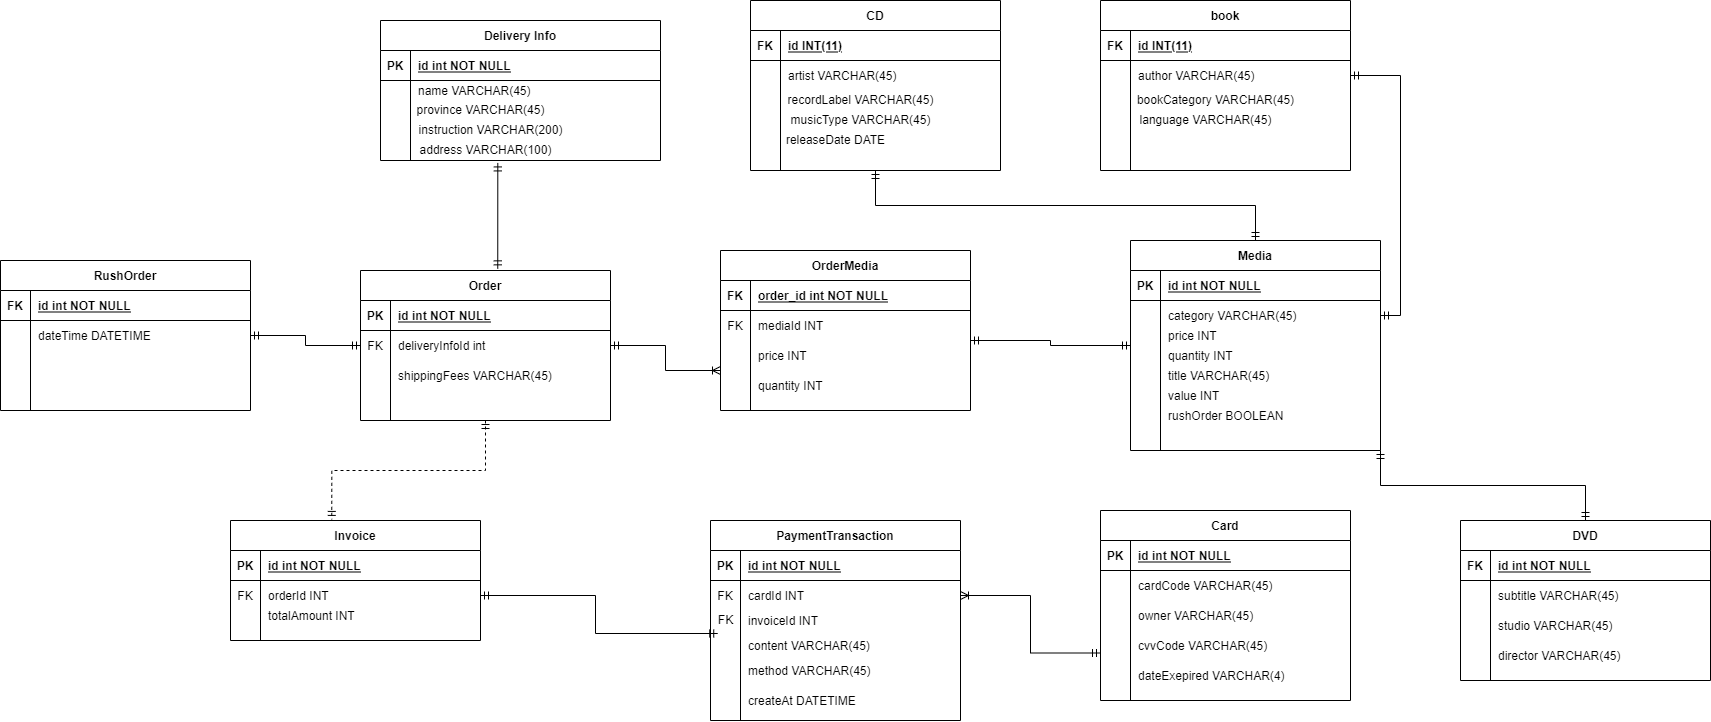 Delivery Info
PK id int NOT NULL
name VARCHAR(45)
province VARCHAR(45)
instruction VARCHAR(200)
address VARCHAR(100)
CD
FK id INT(11)
artist VARCHAR(45)
recordLabel VARCHAR(45)
musicType VARCHAR(45)
releaseDate DATE
book
FK id INT(11)
author VARCHAR(45)
bookCategory VARCHAR(45)
language VARCHAR(45)
RushOrder
FK id int NOT NULL
dateTime DATETIME
Order
PK id int NOT NULL
FK deliveryInfoId int
shippingFees VARCHAR(45)
OrderMedia
FK order_id int NOT NULL
FK mediaId INT
price INT
quantity INT
Media
PK id int NOT NULL
category VARCHAR(45)
price INT
quantity INT
title VARCHAR(45)
value INT
rushOrder BOOLEAN
Invoice
PK id int NOT NULL
FK orderId INT
totalAmount INT
PaymentTransaction
PK id int NOT NULL
FK cardId INT
FK invoiceId INT
content VARCHAR(45)
method VARCHAR(45)
createAt DATETIME
Card
PK id int NOT NULL
cardCode VARCHAR(45)
owner VARCHAR(45)
cvvCode VARCHAR(45)
dateExepired VARCHAR(4)
DVD
FK id int NOT NULL
subtitle VARCHAR(45)
studio VARCHAR(45)
director VARCHAR(45)